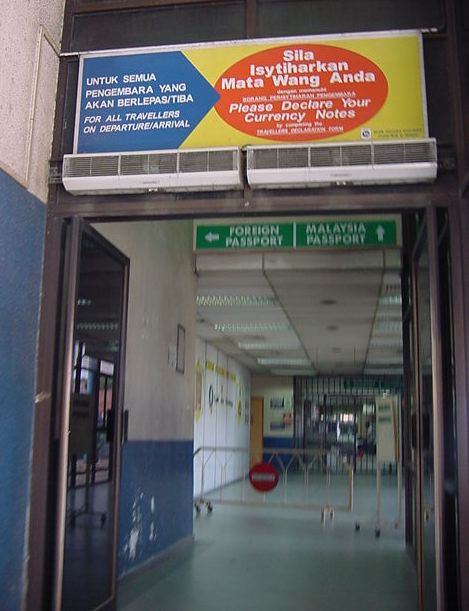 UNTUK SEMUA
PENGEMBARA YANG
AKAN BERLEPAS/TIBA
FOR ALL TRAVELLERS
ON DEPARTURE/ARRIVAL
Sila
Isytiharkan
Mata Wang Anda
dengan memenuhi
BORANG PERISYTIHARAN PENGEMBARA
Please Declare Your
Currency Notes
by completing the
TRAVELLERS DECLARATION FORM
FOREIGN
PASSPORT
MALAYSIA
PASSPORT